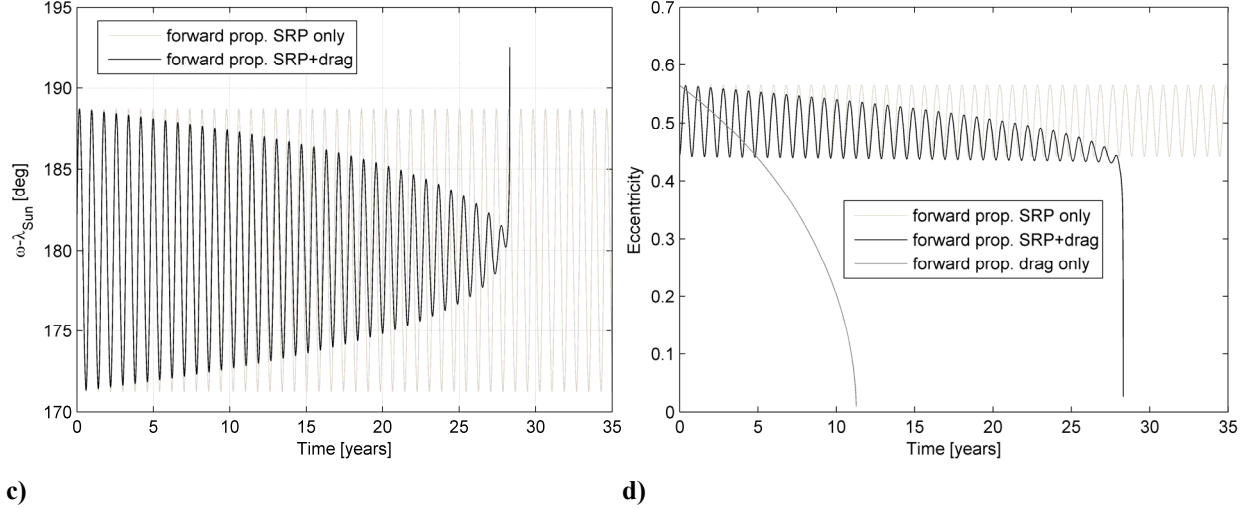 195
190
185
180
175
170
ω-λSun [deg]
forward prop. SRP only
forward prop. SRP+drag
0 5 10 15 20 25 30 35
Time [years]
c)
0.7
0.6
0.5
0.4
0.3
0.2
0.1
0
Eccentricity
forward prop. SRP only
forward prop. SRP+drag
forward prop. drag only
0 5 10 15 20 25 30 35
Time [years]
d)